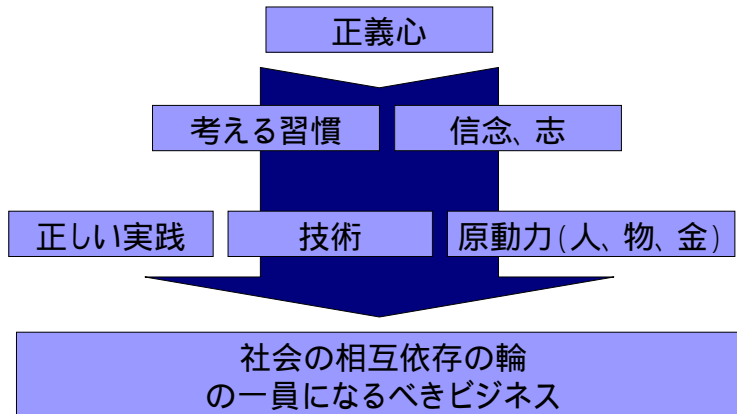 正義心
考える習慣
信念、志
正しい実践
技術
原動力(人、物、金)
社会の相互依存の輪
の一員になるべきビジネス